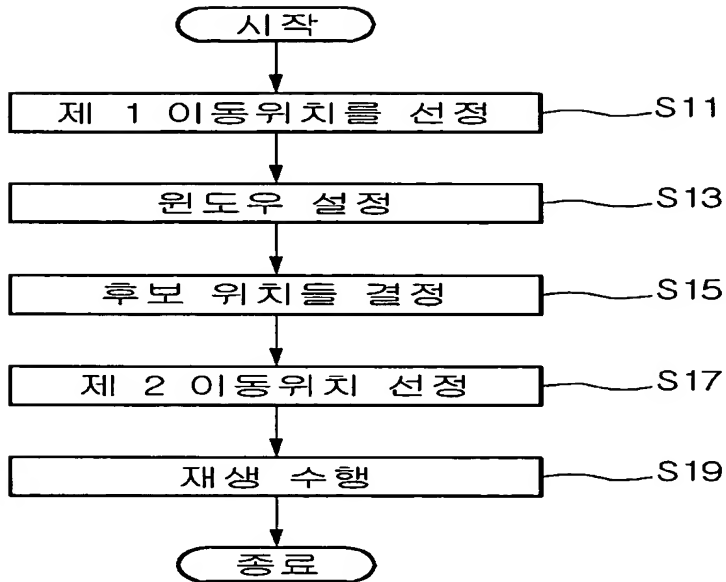 시작
제 1 이동위치를 선정 S11
윈도우 설정 S13
후보 위치들 결정 S15
제 2 이동위치 선정 S17
재생 수행 S19
종료